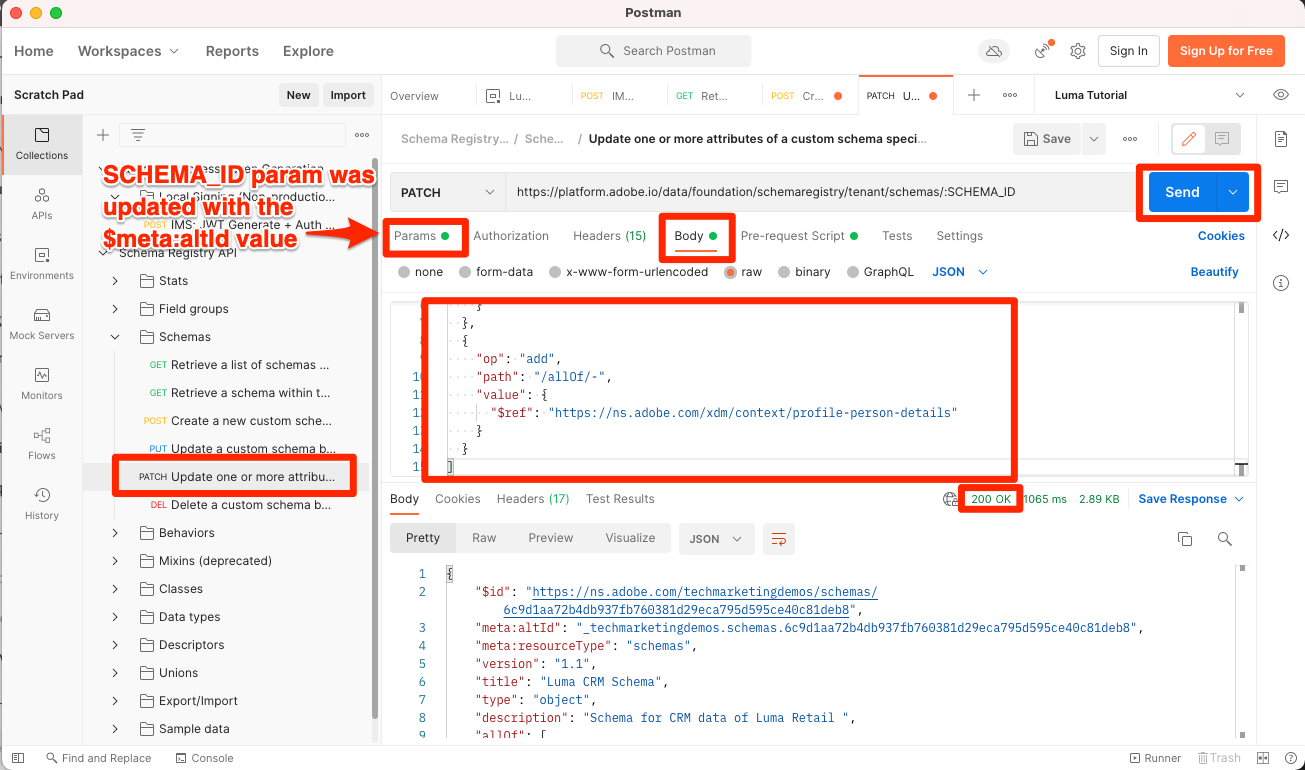 Postman
Home Workspaces Reports Explore Search Postman Sign In Sign Up for Free
Scratch Pad New Import Overview Lu... POST IM... GET Ret... POST Cr... PATCH U... Luma Tutorial
Collections
APIs
Environments
Mock Servers
Monitors
Flows
History
SCHEMA_ID param was
updated with the
$meta-altId value
Local Signing (Non-productio...
POST IMS: JWT Generate + Auth ...
Schema Registry API
Stats
Field groups
Schemas
GET Retrieve a list of schemas ...
GET Retrieve a schema within t...
POST Create a new custom sche...
PUT Update a custom schema b...
PATCH Update one or more attribu...
DEL Delete a custom schema b...
Behaviors
Mixins (deprecated)
Classes
Data types
Descriptors
Unions
Export/Import
Sample data
Schema Registry... / Sche... / Update one or more attributes of a custom schema speci... Save
PATCH https://platform.adobe.io/data/foundation/schemaregistry/tenant/schemas/:SCHEMA_ID Send
Params Authorization Headers (15) Body Pre-request Script Tests Settings Cookies
none form-data x-www-form-urlencoded raw binary GraphQL JSON Beautify
}
},
{
"op": "add",
10 "path": "/allOf/-",
"value": {
"$ref": "https://ns.adobe.com/xdm/context/profile-person-details"
}
}
]
Body Cookies Headers (17) Test Results 200 OK 1065 ms 2.89 KB Save Response
Pretty Raw Preview Visualize JSON
1 {
2 "$id": "https://ns.adobe.com/techmarketingdemos/schemas/
6c9d1aa72b4db937fb760381d29eca795d595ce40c81deb8",
3 "meta:altId": "_techmarketingdemos.schemas.6c9d1aa72b4db937fb760381d29eca795d595ce40c81deb8",
4 "meta:resourceType": "schemas",
5 "version": "1.1",
6 "title": "Luma CRM Schema",
7 "type": "object",
8 "description": "Schema for CRM data of Luma Retail ",
9 "allOf": [
Find and Replace Console Runner Trash